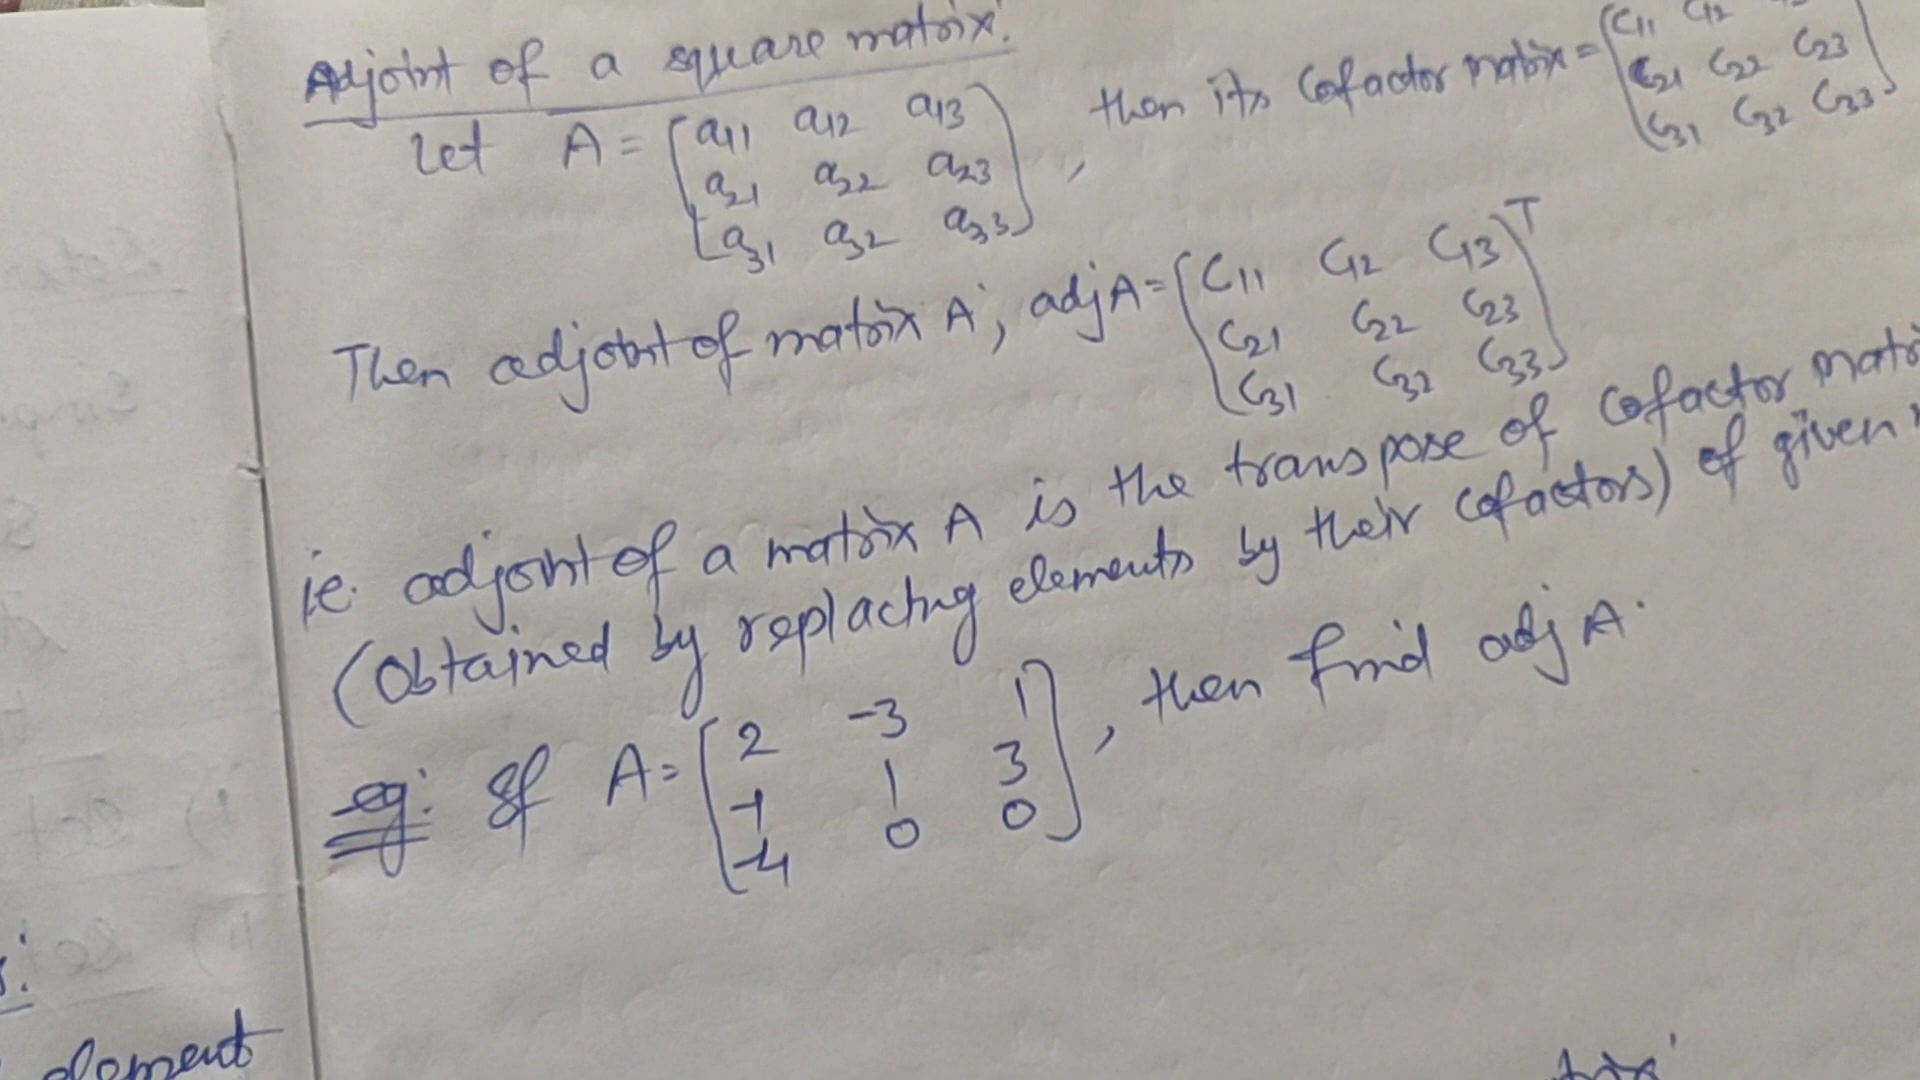 Adjoint of a square matrix:
Let A = [a11 a12 a13
a21 a22 a23
a31 a32 a33] , then its Cofactor matrix = [C11 C12
C21 C22 C23
C31 C32 C33]
Then adjoint of matrix A, adj A = [C11 C12 C13
C21 C22 C23
C31 C32 C33]T
ie. adjoint of a matrix A is the transpose of cofactor
(obtained by replacing elements by their cofactors) of given
eg: If A = [2 -3 1
-1 1 3
-4 0 0] , then find adj A.
element